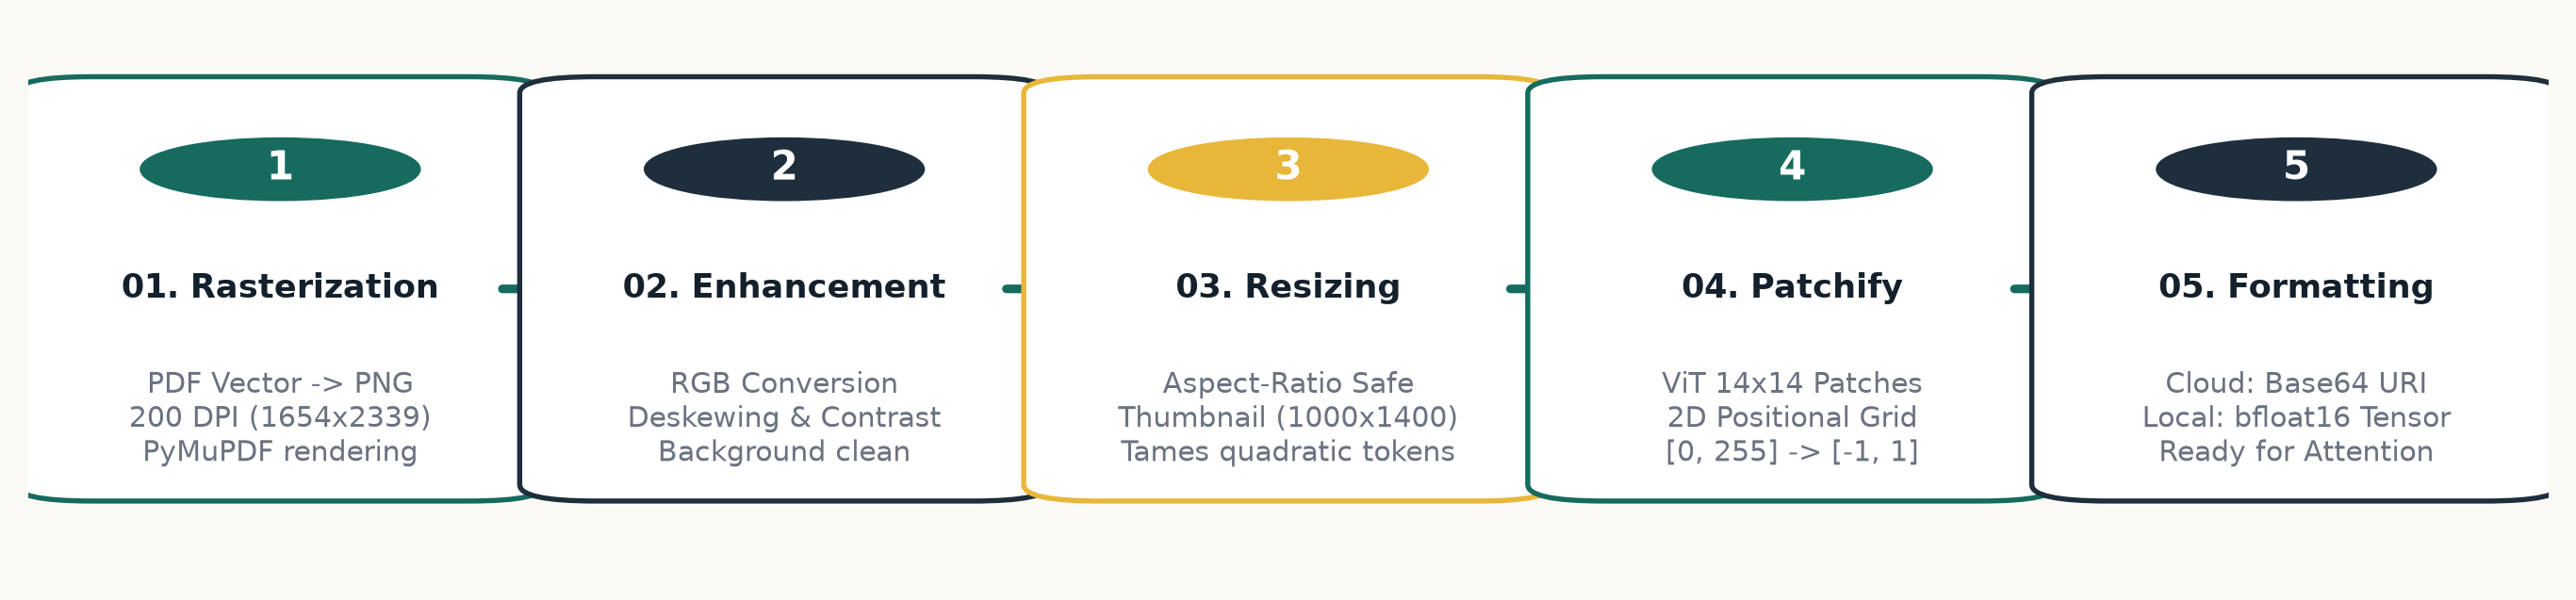 1
01. Rasterization
PDF Vector -> PNG
200 DPI (1654x2339)
PyMuPDF rendering
2
02. Enhancement
RGB Conversion
Deskewing & Contrast
Background clean
3
03. Resizing
Aspect-Ratio Safe
Thumbnail (1000x1400)
Tames quadratic tokens
4
04. Patchify
ViT 14x14 Patches
2D Positional Grid
[0, 255] -> [-1, 1]
5
05. Formatting
Cloud: Base64 URI
Local: bfloat16 Tensor
Ready for Attention